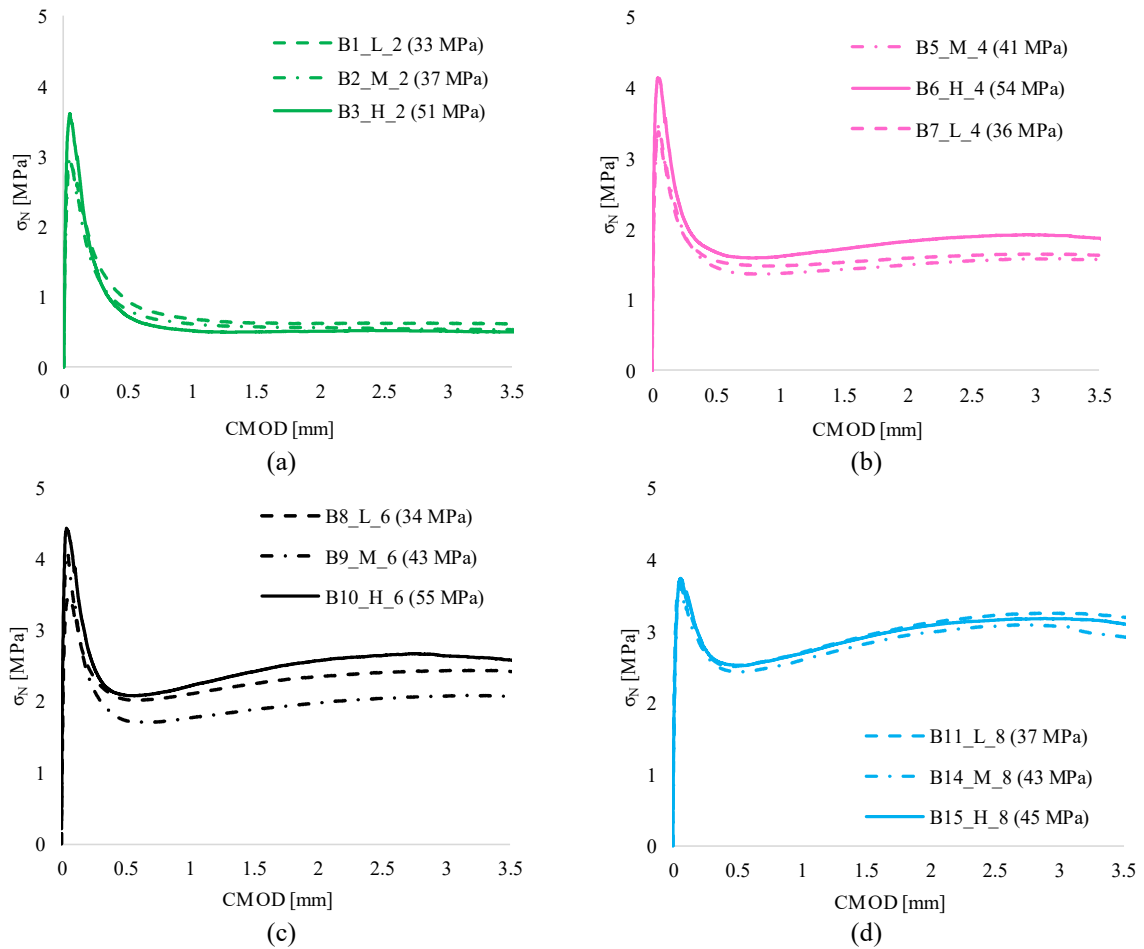 5
4
3
2
1
0
σN [MPa]
B1_L_2 (33 MPa)
B2_M_2 (37 MPa)
B3_H_2 (51 MPa)
0 0.5 1 1.5 2 2.5 3 3.5
CMOD [mm]
(a)
5
4
3
2
1
0
σN [MPa]
B5_M_4 (41 MPa)
B6_H_4 (54 MPa)
B7_L_4 (36 MPa)
0 0.5 1 1.5 2 2.5 3 3.5
CMOD [mm]
(b)
5
4
3
2
1
0
σN [MPa]
B8_L_6 (34 MPa)
B9_M_6 (43 MPa)
B10_H_6 (55 MPa)
0 0.5 1 1.5 2 2.5 3 3.5
CMOD [mm]
(c)
5
4
3
2
1
0
σN [MPa]
B11_L_8 (37 MPa)
B14_M_8 (43 MPa)
B15_H_8 (45 MPa)
0 0.5 1 1.5 2 2.5 3 3.5
CMOD [mm]
(d)